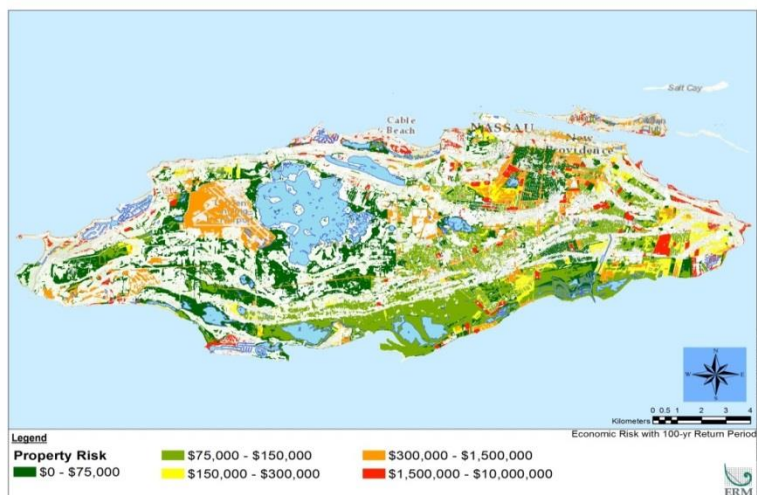 Salt Cay
Cable
Beach
NASSAU
New
Providence
N
W E
S
Kilometers
0 0.5 1 2 3 4
Economic Risk with 100-yr Return Period
Legend
Property Risk
$0 - $75,000
$75,000 - $150,000
$150,000 - $300,000
$300,000 - $1,500,000
$1,500,000 - $10,000,000
ERM